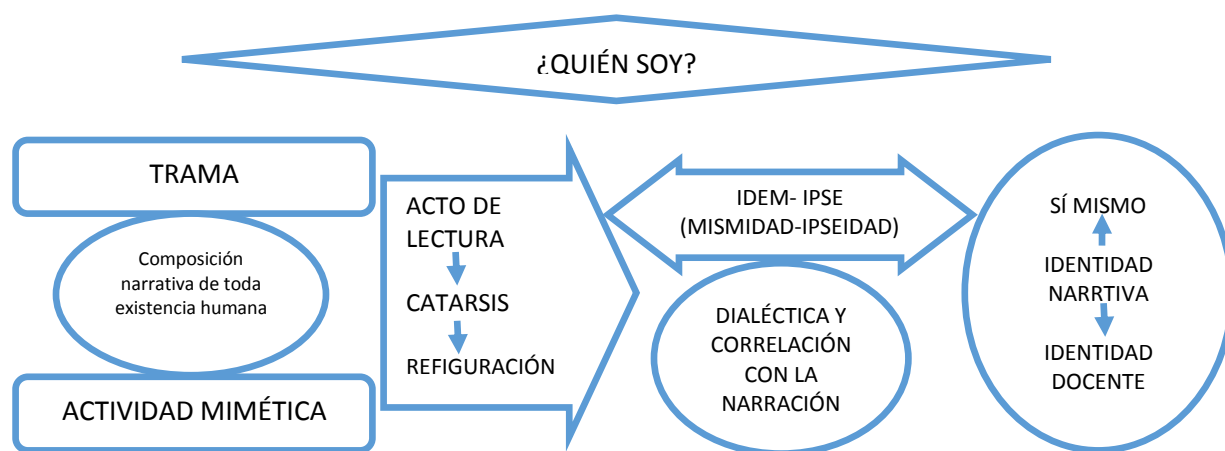 ¿QUIÉN SOY?
TRAMA
Composición
narrativa de toda
existencia humana
ACTIVIDAD MIMÉTICA
ACTO DE
LECTURA
CATARSIS
REFIGURACIÓN
IDEM- IPSE
(MISMIDAD-IPSEIDAD)
DIALÉCTICA Y
CORRELACIÓN
CON LA
NARRACIÓN
SÍ MISMO
IDENTIDAD
NARRTIVA
IDENTIDAD
DOCENTE